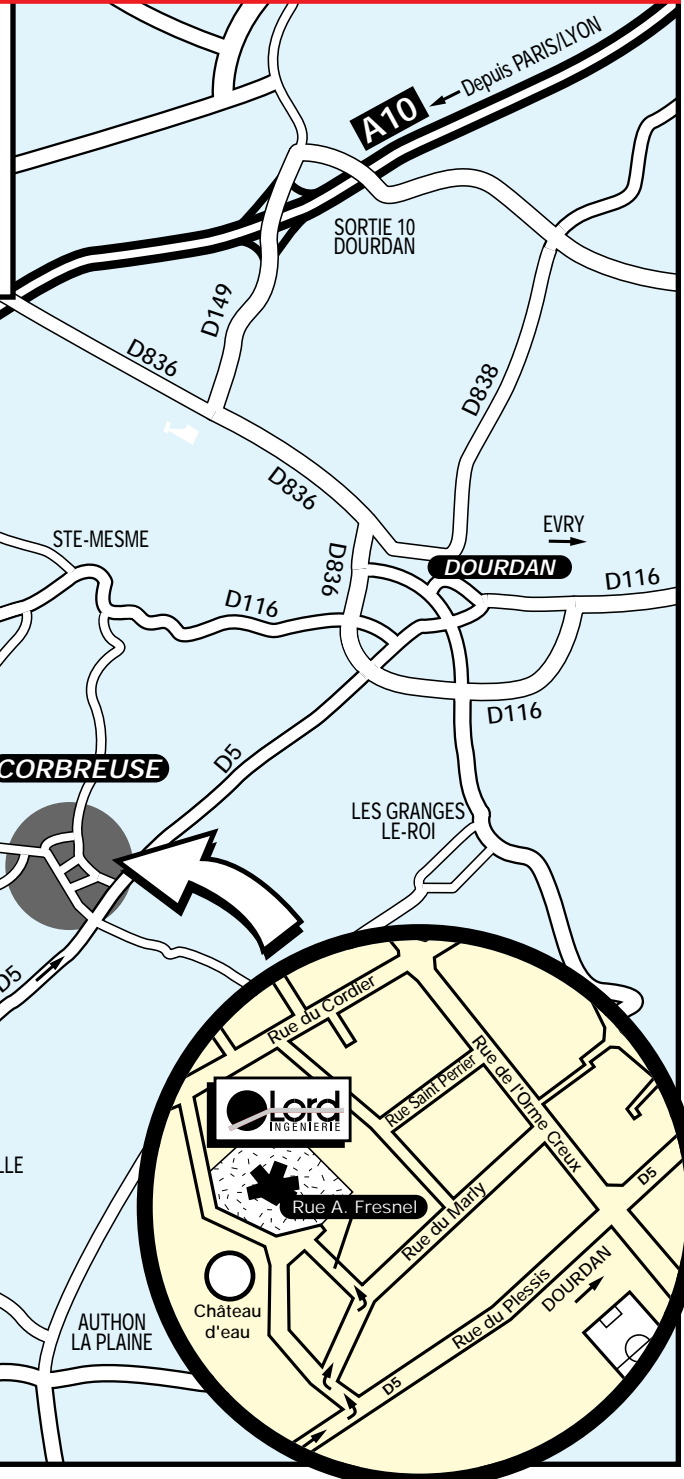 Depuis PARIS/LYON
A10
SORTIE 10
DOURDAN
D149
D836
D838
D836
EVRY
STE-MESME
D836
DOURDAN
D116
D116
D116
D5
CORBREUSE
LES GRANGES
LE-ROI
D5
Rue du Cordier
Rue Saint Perrier
Rue de l'Orme Creux
Lord
INGENIERIE
LLE
D5
Rue A. Fresnel
Rue du Marly
DOURDAN
Rue du Plessis
Château
d'eau
AUTHON
LA PLAINE
D5